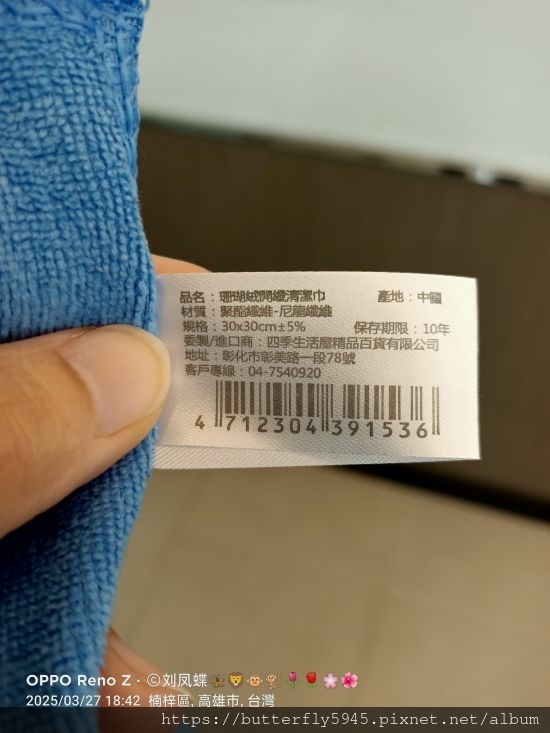 品名：珊瑚絨開纖清潔巾 產地：中國
材質：聚酯纖維-尼龍纖維
規格：30x30cm±5% 保存期限：10年
委製/進口商：四季生活屋精品百貨有限公司
地址：彰化市彰美路一段78號
客戶專線：04-7540920
4 712304 391536
OPPO Reno Z · ©刘凤蝶🦋🦁🐵🐒🌷🌹🌸🌺
2025/03/27 18:42 楠梓區, 高雄市, 台灣
https://butterfly5945.pixnet.net/album